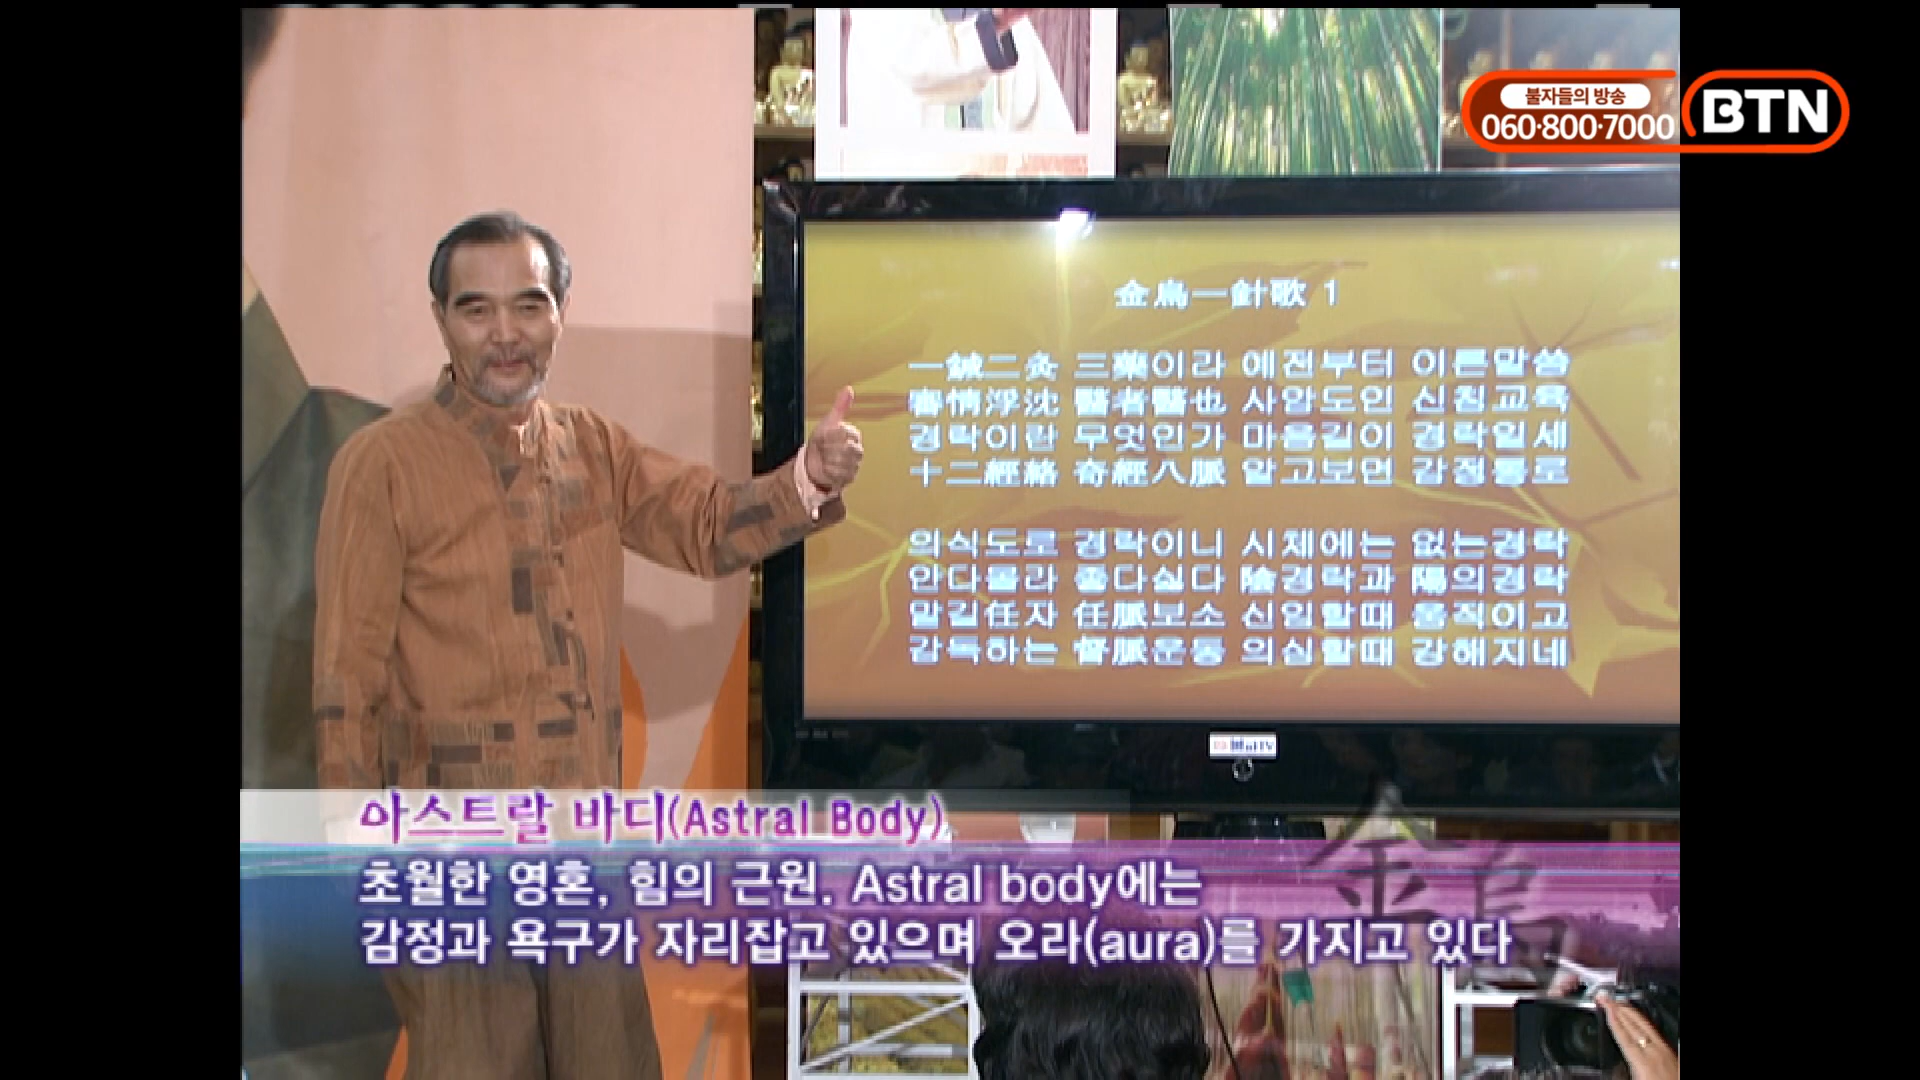 불자들의 방송
060·800·7000
BTN
金烏一針歌 1
一鍼二灸 三藥이라 예전부터 이른말씀
審情浮沈 醫者醫也 사암도인 신침교육
경락이란 무엇인가 마음길이 경락일세
十二經絡 奇經八脈 알고보면 감정통로
의식도로 경락이니 시체에는 없는경락
안다몰라 좋다싫다 陰경락과 陽의경락
맡길任자 任脈보소 신임할때 움직이고
감독하는 督脈운동 의심할때 강해지네
아스트랄 바디(Astral Body)
초월한 영혼, 힘의 근원. Astral body에는
감정과 욕구가 자리잡고 있으며 오라(aura)를 가지고 있다
金烏